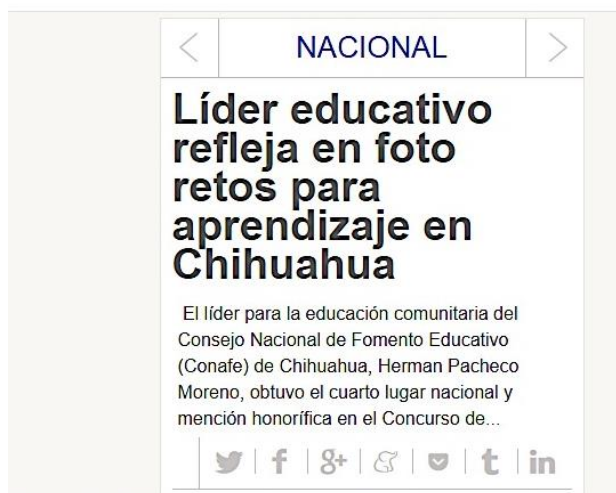 NACIONAL
Líder educativo
refleja en foto
retos para
aprendizaje en
Chihuahua
El líder para la educación comunitaria del
Consejo Nacional de Fomento Educativo
(Conafe) de Chihuahua, Herman Pacheco
Moreno, obtuvo el cuarto lugar nacional y
mención honorífica en el Concurso de...